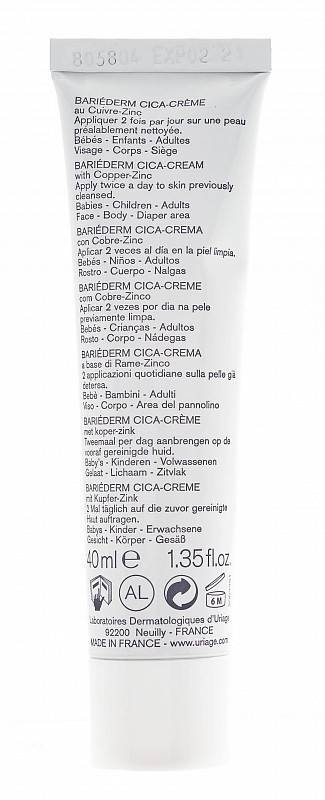 805804 EXP02 21
BARIÉDERM CICA-CRÈME
au Cuivre-Zinc
Appliquer 2 fois par jour sur une peau
préalablement nettoyée.
Bébés - Enfants - Adultes
Visage - Corps - Siège
BARIÉDERM CICA-CREAM
with Copper-Zinc
Apply twice a day to skin previously
cleansed.
Babies - Children - Adults
Face - Body - Diaper area
BARIÉDERM CICA-CREMA
con Cobre-Zinc
Aplicar 2 veces al día en la piel limpia.
Bebés - Niños - Adultos
Rostro - Cuerpo - Nalgas
BARIÉDERM CICA-CREME
com Cobre-Zinco
Aplicar 2 vezes por dia na pele
previamente limpa.
Bebés - Crianças - Adultos
Rosto - Corpo - Nádegas
BARIÉDERM CICA-CREMA
a base di Rame-Zinco
2 applicazioni quotidiane sulla pelle già
detersa.
Bebè - Bambini - Adulti
Viso - Corpo - Area del pannolino
BARIÉDERM CICA-CRÈME
met koper-zink
Tweemaal per dag aanbrengen op de
vooraf gereinigde huid.
Baby's - Kinderen - Volwassenen
Gelaat - Lichaam - Zitvlak
BARIÉDERM CICA-CREME
mit Kupfer-Zink
2 Mal täglich auf die zuvor gereinigte
Haut auftragen.
Babys - Kinder - Erwachsene
Gesicht - Körper - Gesäß
40ml e 1.35fl.oz.
AL 6 M
Laboratoires Dermatologiques d'Uriage
92200 Neuilly - FRANCE
MADE IN FRANCE - www.uriage.com